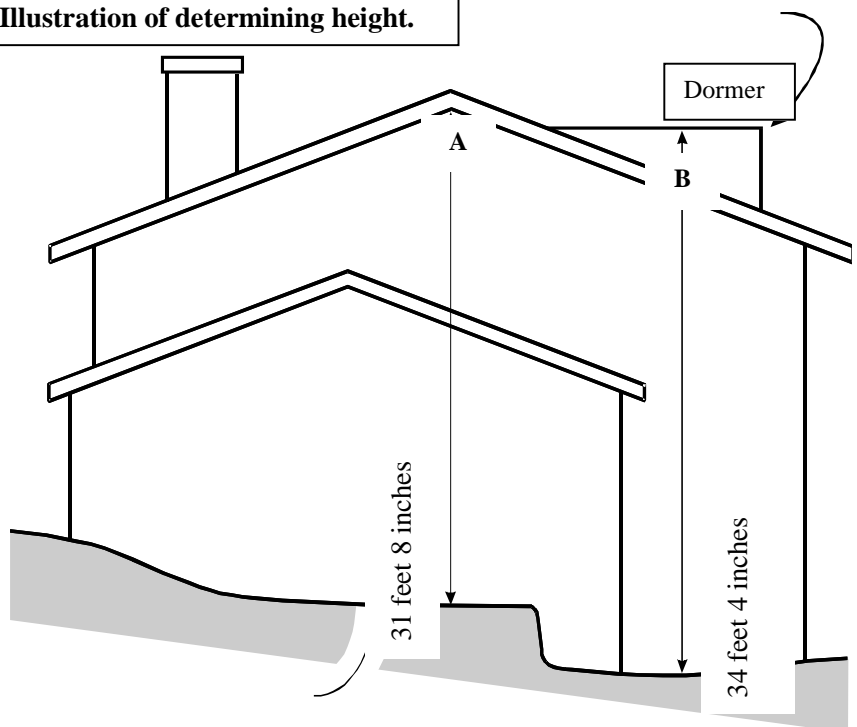 Illustration of determining height.
Dormer
A
B
31 feet 8 inches
34 feet 4 inches